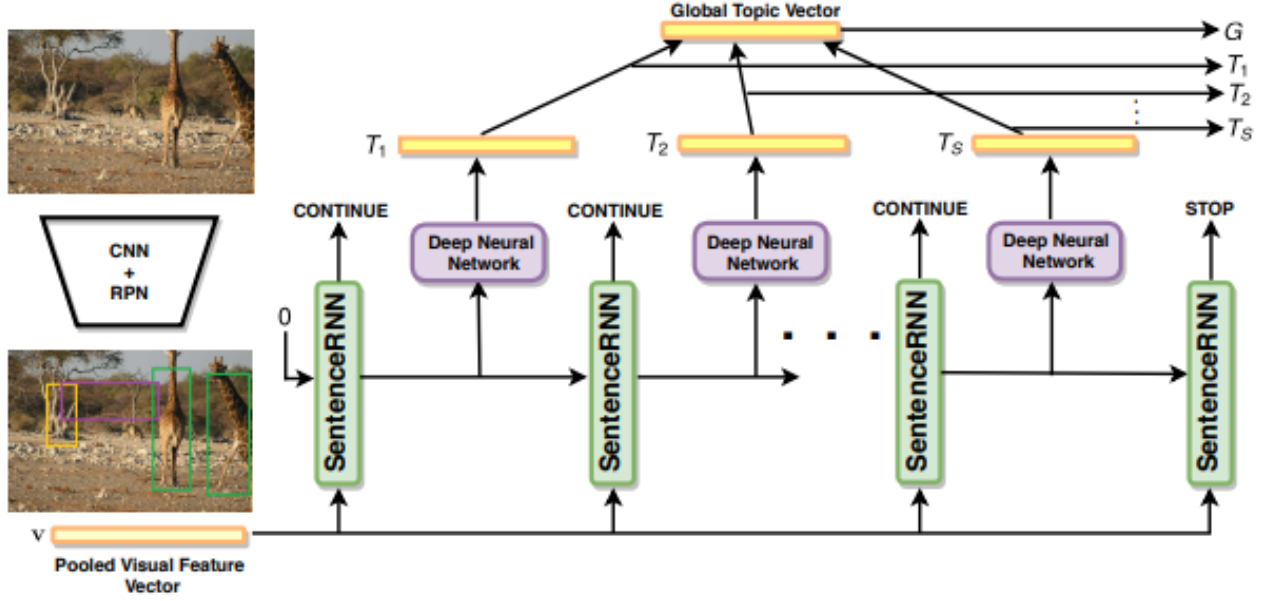 Global Topic Vector
G
T1
T2
TS
T1
T2
TS
CONTINUE
CONTINUE
CONTINUE
STOP
CNN
+
RPN
Deep Neural
Network
Deep Neural
Network
Deep Neural
Network
0
SentenceRNN
SentenceRNN
SentenceRNN
SentenceRNN
v
Pooled Visual Feature
Vector